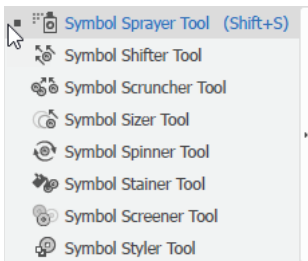 Symbol Sprayer Tool (Shift+S)
Symbol Shifter Tool
Symbol Scruncher Tool
Symbol Sizer Tool
Symbol Spinner Tool
Symbol Stainer Tool
Symbol Screener Tool
Symbol Styler Tool